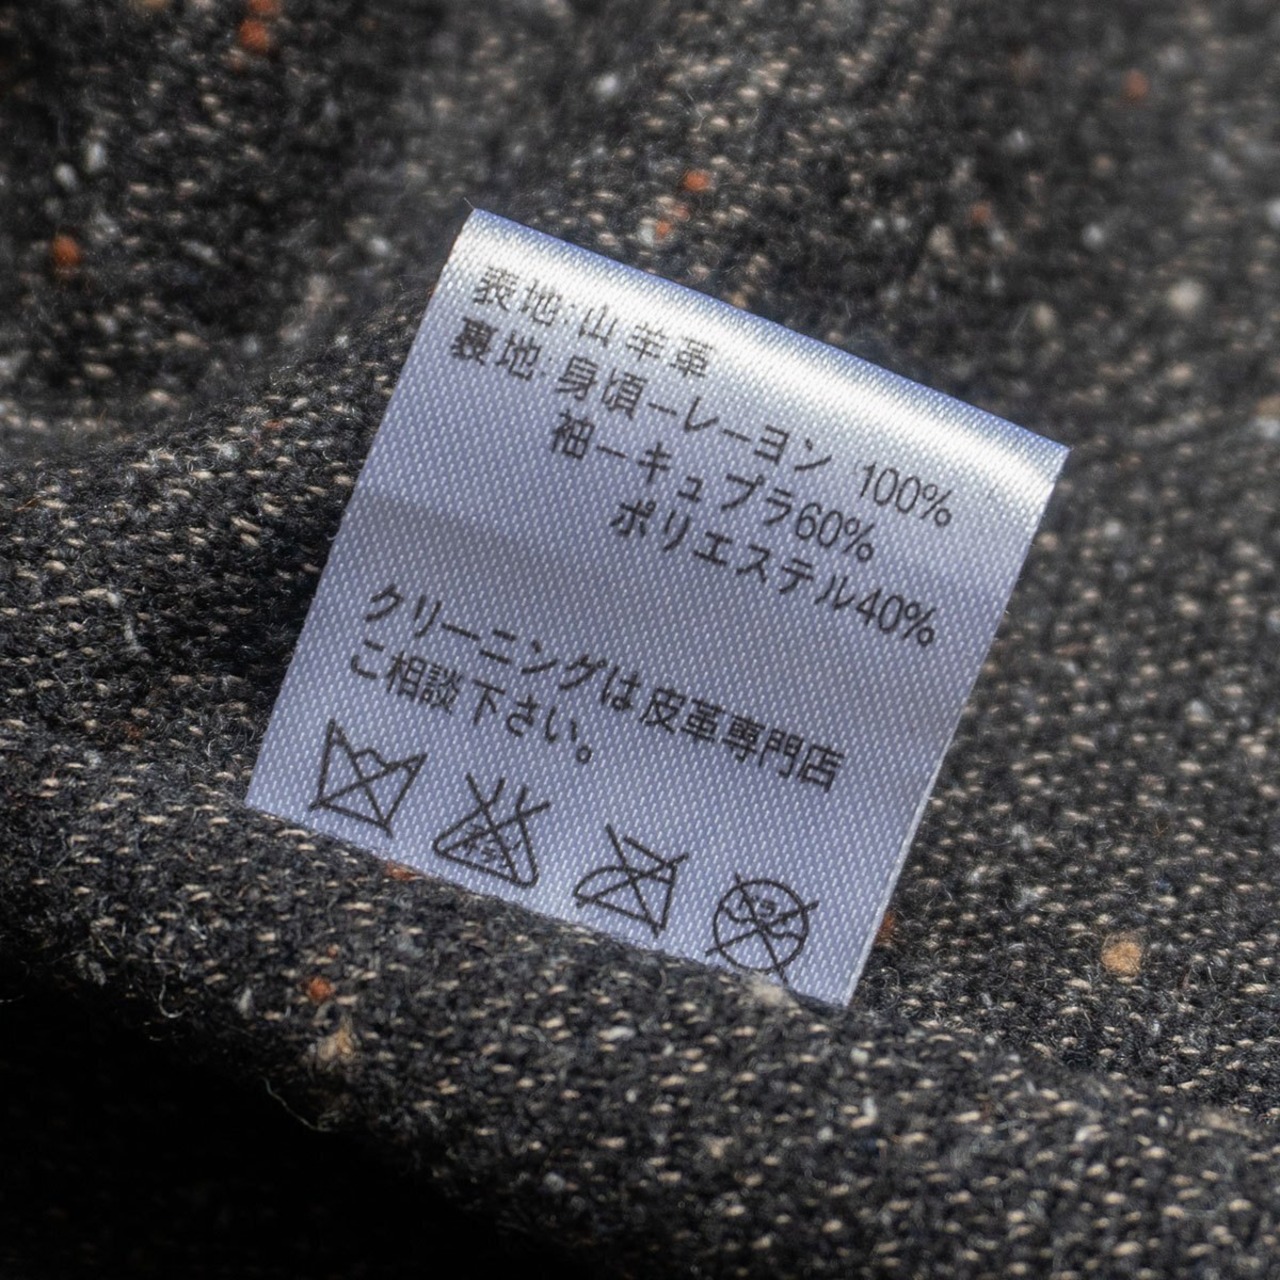 表地:山羊革
裏地:身頃ーレーヨン 100%
袖ーキュプラ60%
ポリエステル40%
クリーニングは皮革専門店
ご相談下さい。